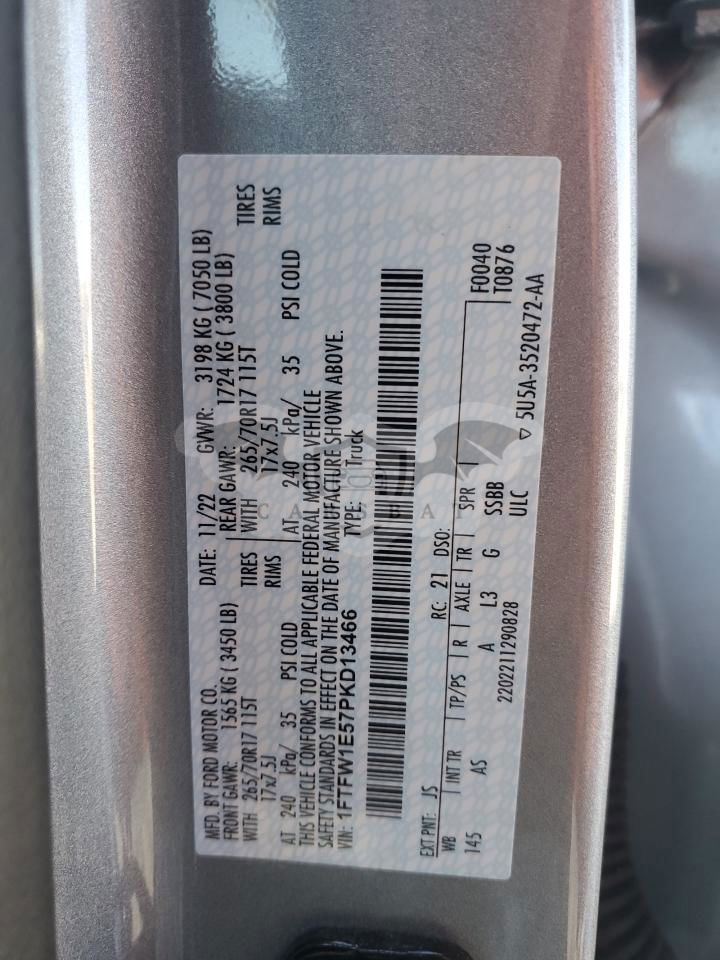 MFD. BY FORD MOTOR CO.
DATE: 11/22 GVWR: 3198 KG ( 7050 LB)
FRONT GAWR: 1565 KG ( 3450 LB) REAR GAWR: 1724 KG ( 3800 LB)
WITH 265/70R17 115T TIRES WITH 265/70R17 115T TIRES
17x7.5J RIMS 17x7.5J RIMS
AT 240 kPa/ 35 PSI COLD AT 240 kPa/ 35 PSI COLD
THIS VEHICLE CONFORMS TO ALL APPLICABLE FEDERAL MOTOR VEHICLE
SAFETY STANDARDS IN EFFECT ON THE DATE OF MANUFACTURE SHOWN ABOVE.
VIN: 1FTFW1E57PKD13466 TYPE: Truck
EXT PNT: JS RC: 21 DSO:
WB INT TR TP/PS R AXLE TR SPR F0040
145 AS A L3 G SSBB T0876
2202211290828 ULC ▽ 5U5A-3520472-AA